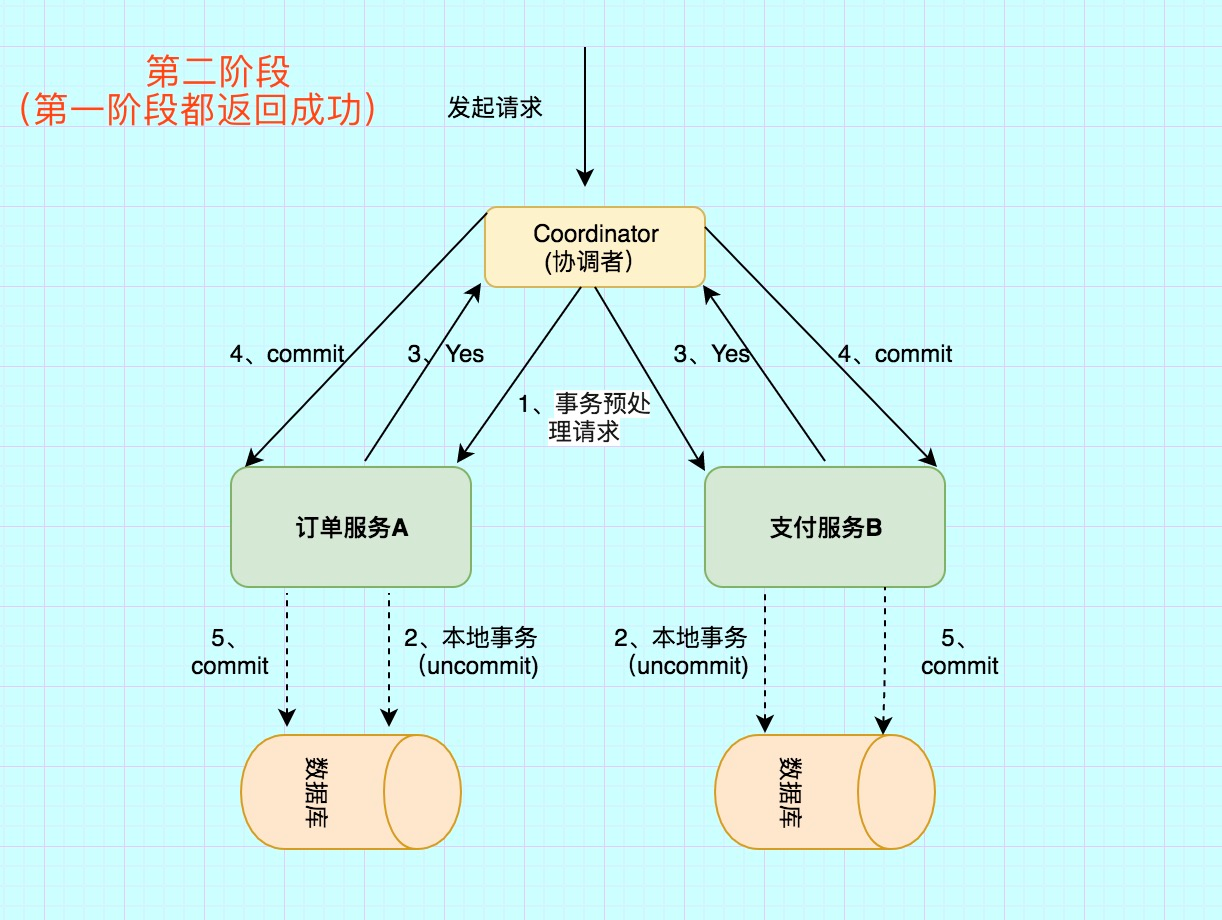 第二阶段
（第一阶段都返回成功）
发起请求
Coordinator
(协调者）
4、commit
3、Yes
3、Yes
4、commit
1、事务预处
理请求
订单服务A
支付服务B
5、
commit
2、本地事务
（uncommit)
2、本地事务
（uncommit)
5、
commit
数据库
数据库